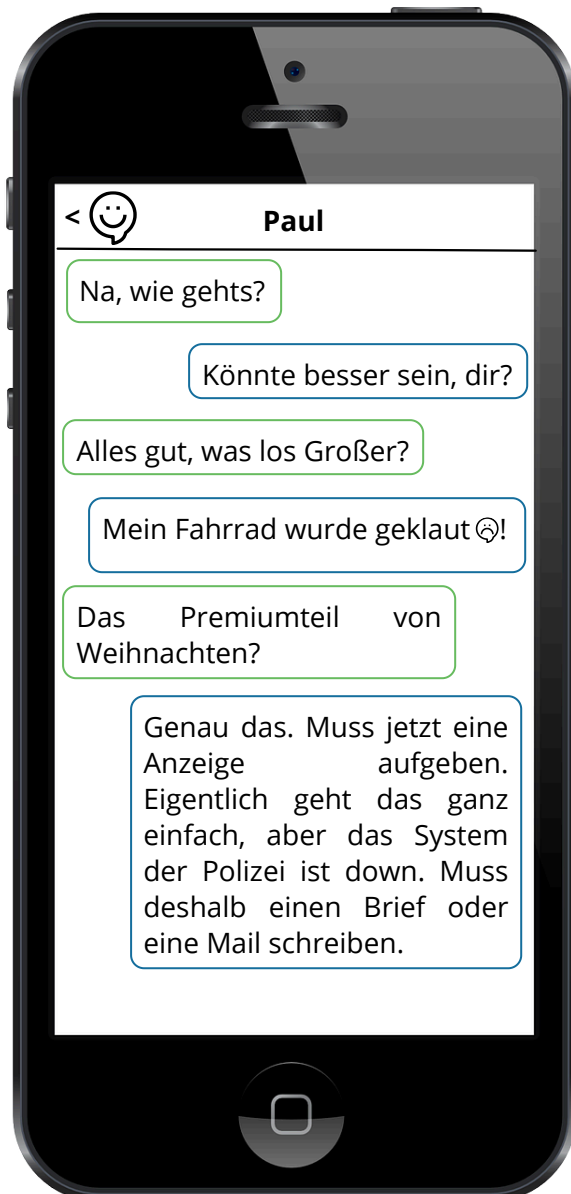 < Paul
Na, wie gehts?
Könnte besser sein, dir?
Alles gut, was los Großer?
Mein Fahrrad wurde geklaut ☹!
Das Premiumteil von
Weihnachten?
Genau das. Muss jetzt eine
Anzeige aufgeben.
Eigentlich geht das ganz
einfach, aber das System
der Polizei ist down. Muss
deshalb einen Brief oder
eine Mail schreiben.